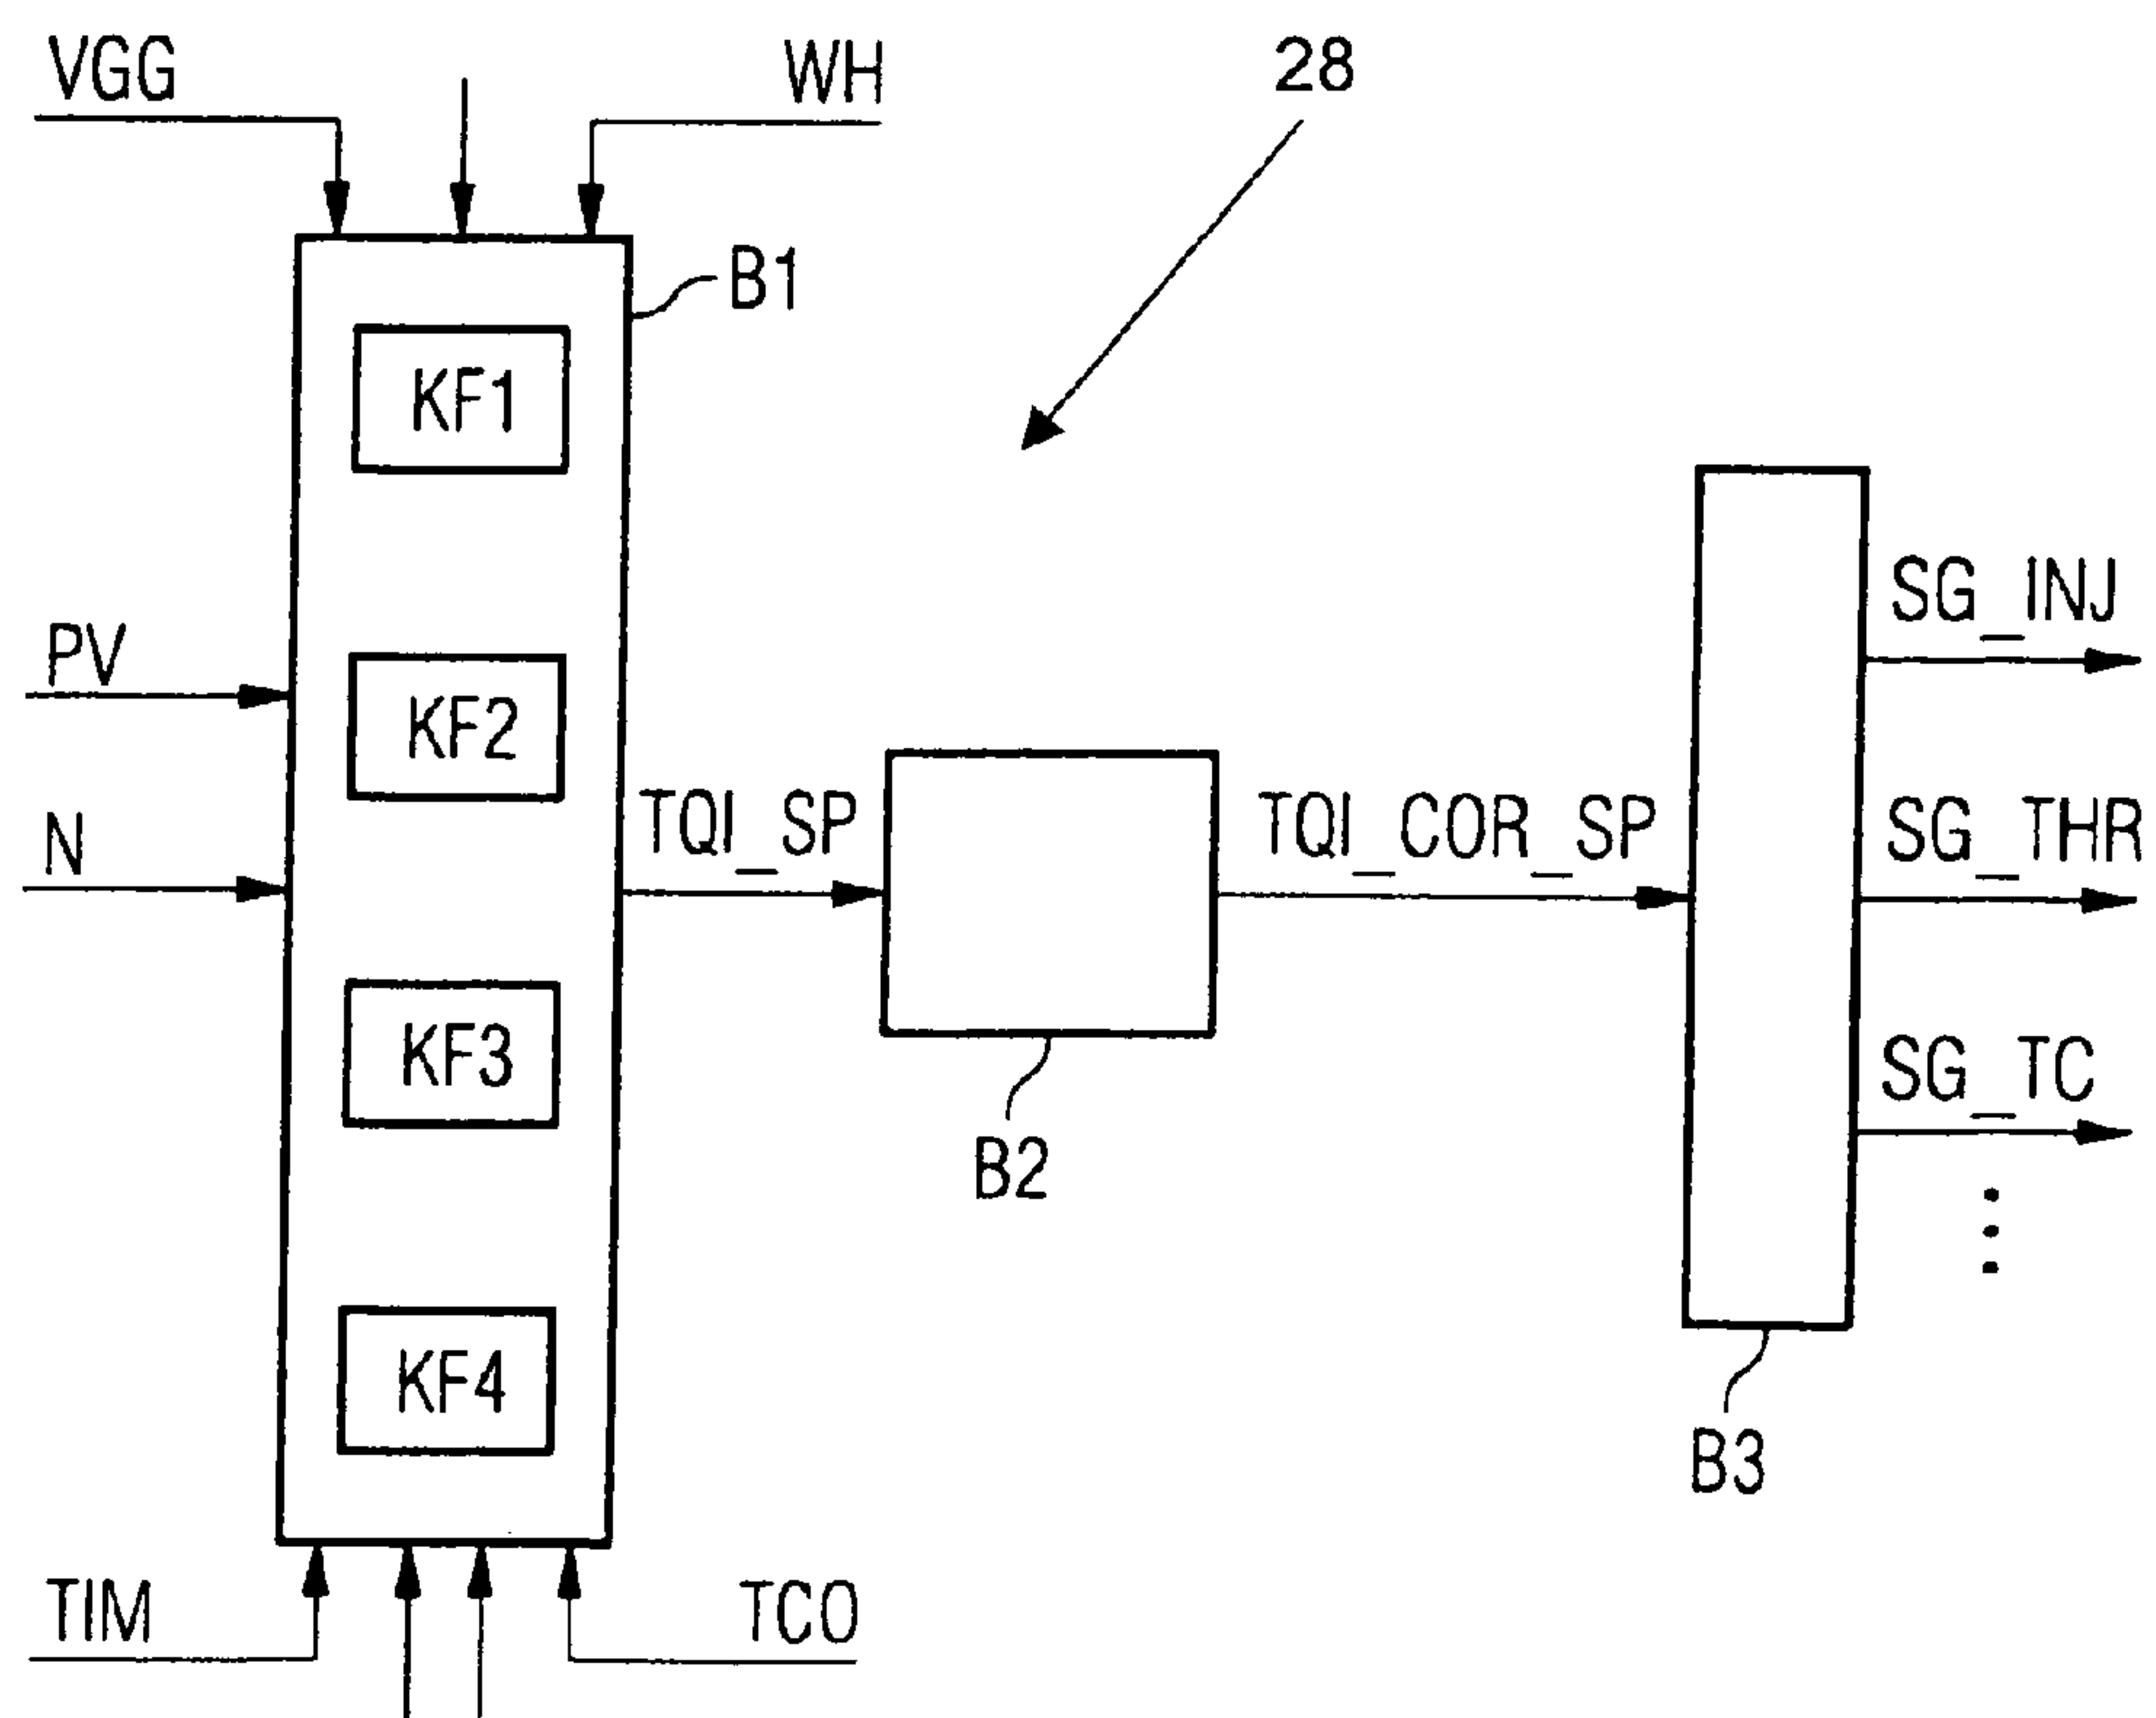 VGG
WH
28
B1
KF1
SG_INJ
PV
KF2
TQI_SP
TQI_COR_SP
SG_THR
N
KF3
SG_TC
B2
KF4
B3
TIM
TCO